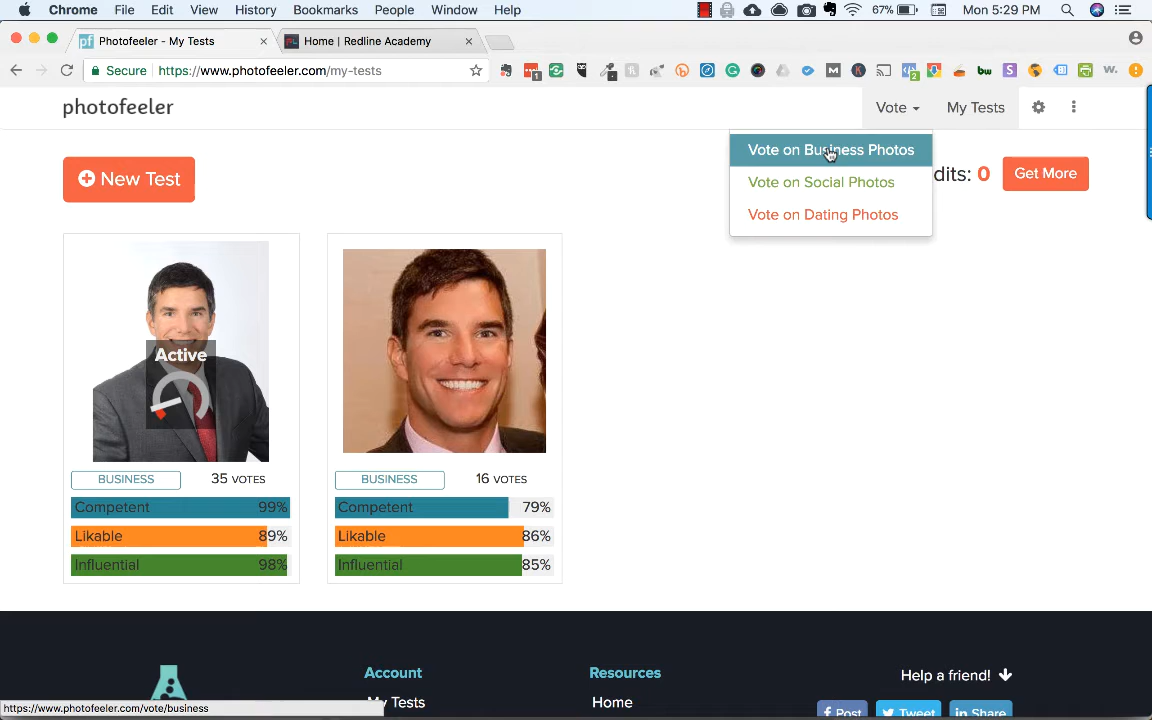 Chrome File Edit View History Bookmarks People Window Help 67% Mon 5:29 PM
Photofeeler - My Tests Home | Redline Academy
Secure https://www.photofeeler.com/my-tests
photofeeler Vote My Tests
Vote on Business Photos
Vote on Social Photos
Vote on Dating Photos
New Test dits: 0 Get More
Active
BUSINESS 35 VOTES BUSINESS 16 VOTES
Competent 99% Competent 79%
Likable 89% Likable 86%
Influential 98% Influential 85%
Account Resources Help a friend!
My Tests Home Post Tweet Share
https://www.photofeeler.com/vote/business